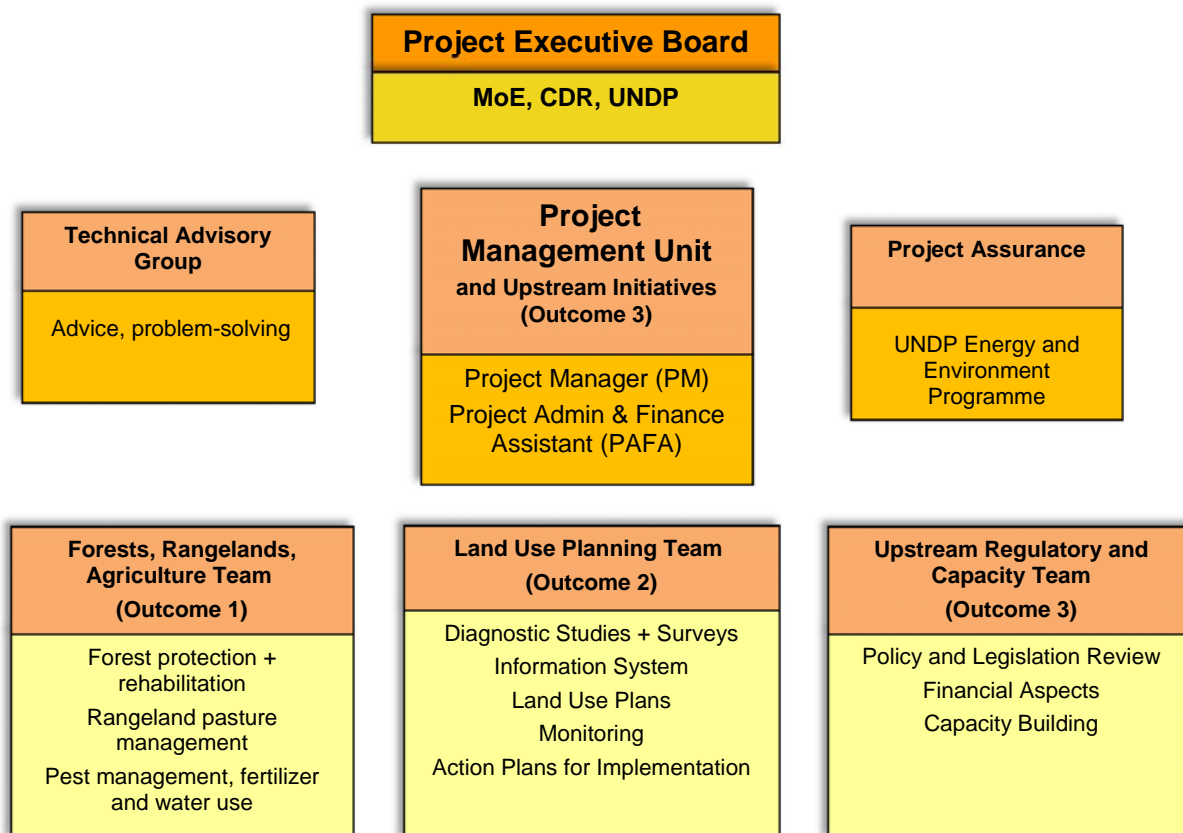 Project Executive Board
MoE, CDR, UNDP
Technical Advisory
Group
Advice, problem-solving
Project
Management Unit
and Upstream Initiatives
(Outcome 3)
Project Manager (PM)
Project Admin & Finance
Assistant (PAFA)
Project Assurance
UNDP Energy and
Environment
Programme
Forests, Rangelands,
Agriculture Team
(Outcome 1)
Forest protection +
rehabilitation
Rangeland pasture
management
Pest management, fertilizer
and water use
Land Use Planning Team
(Outcome 2)
Diagnostic Studies + Surveys
Information System
Land Use Plans
Monitoring
Action Plans for Implementation
Upstream Regulatory and
Capacity Team
(Outcome 3)
Policy and Legislation Review
Financial Aspects
Capacity Building